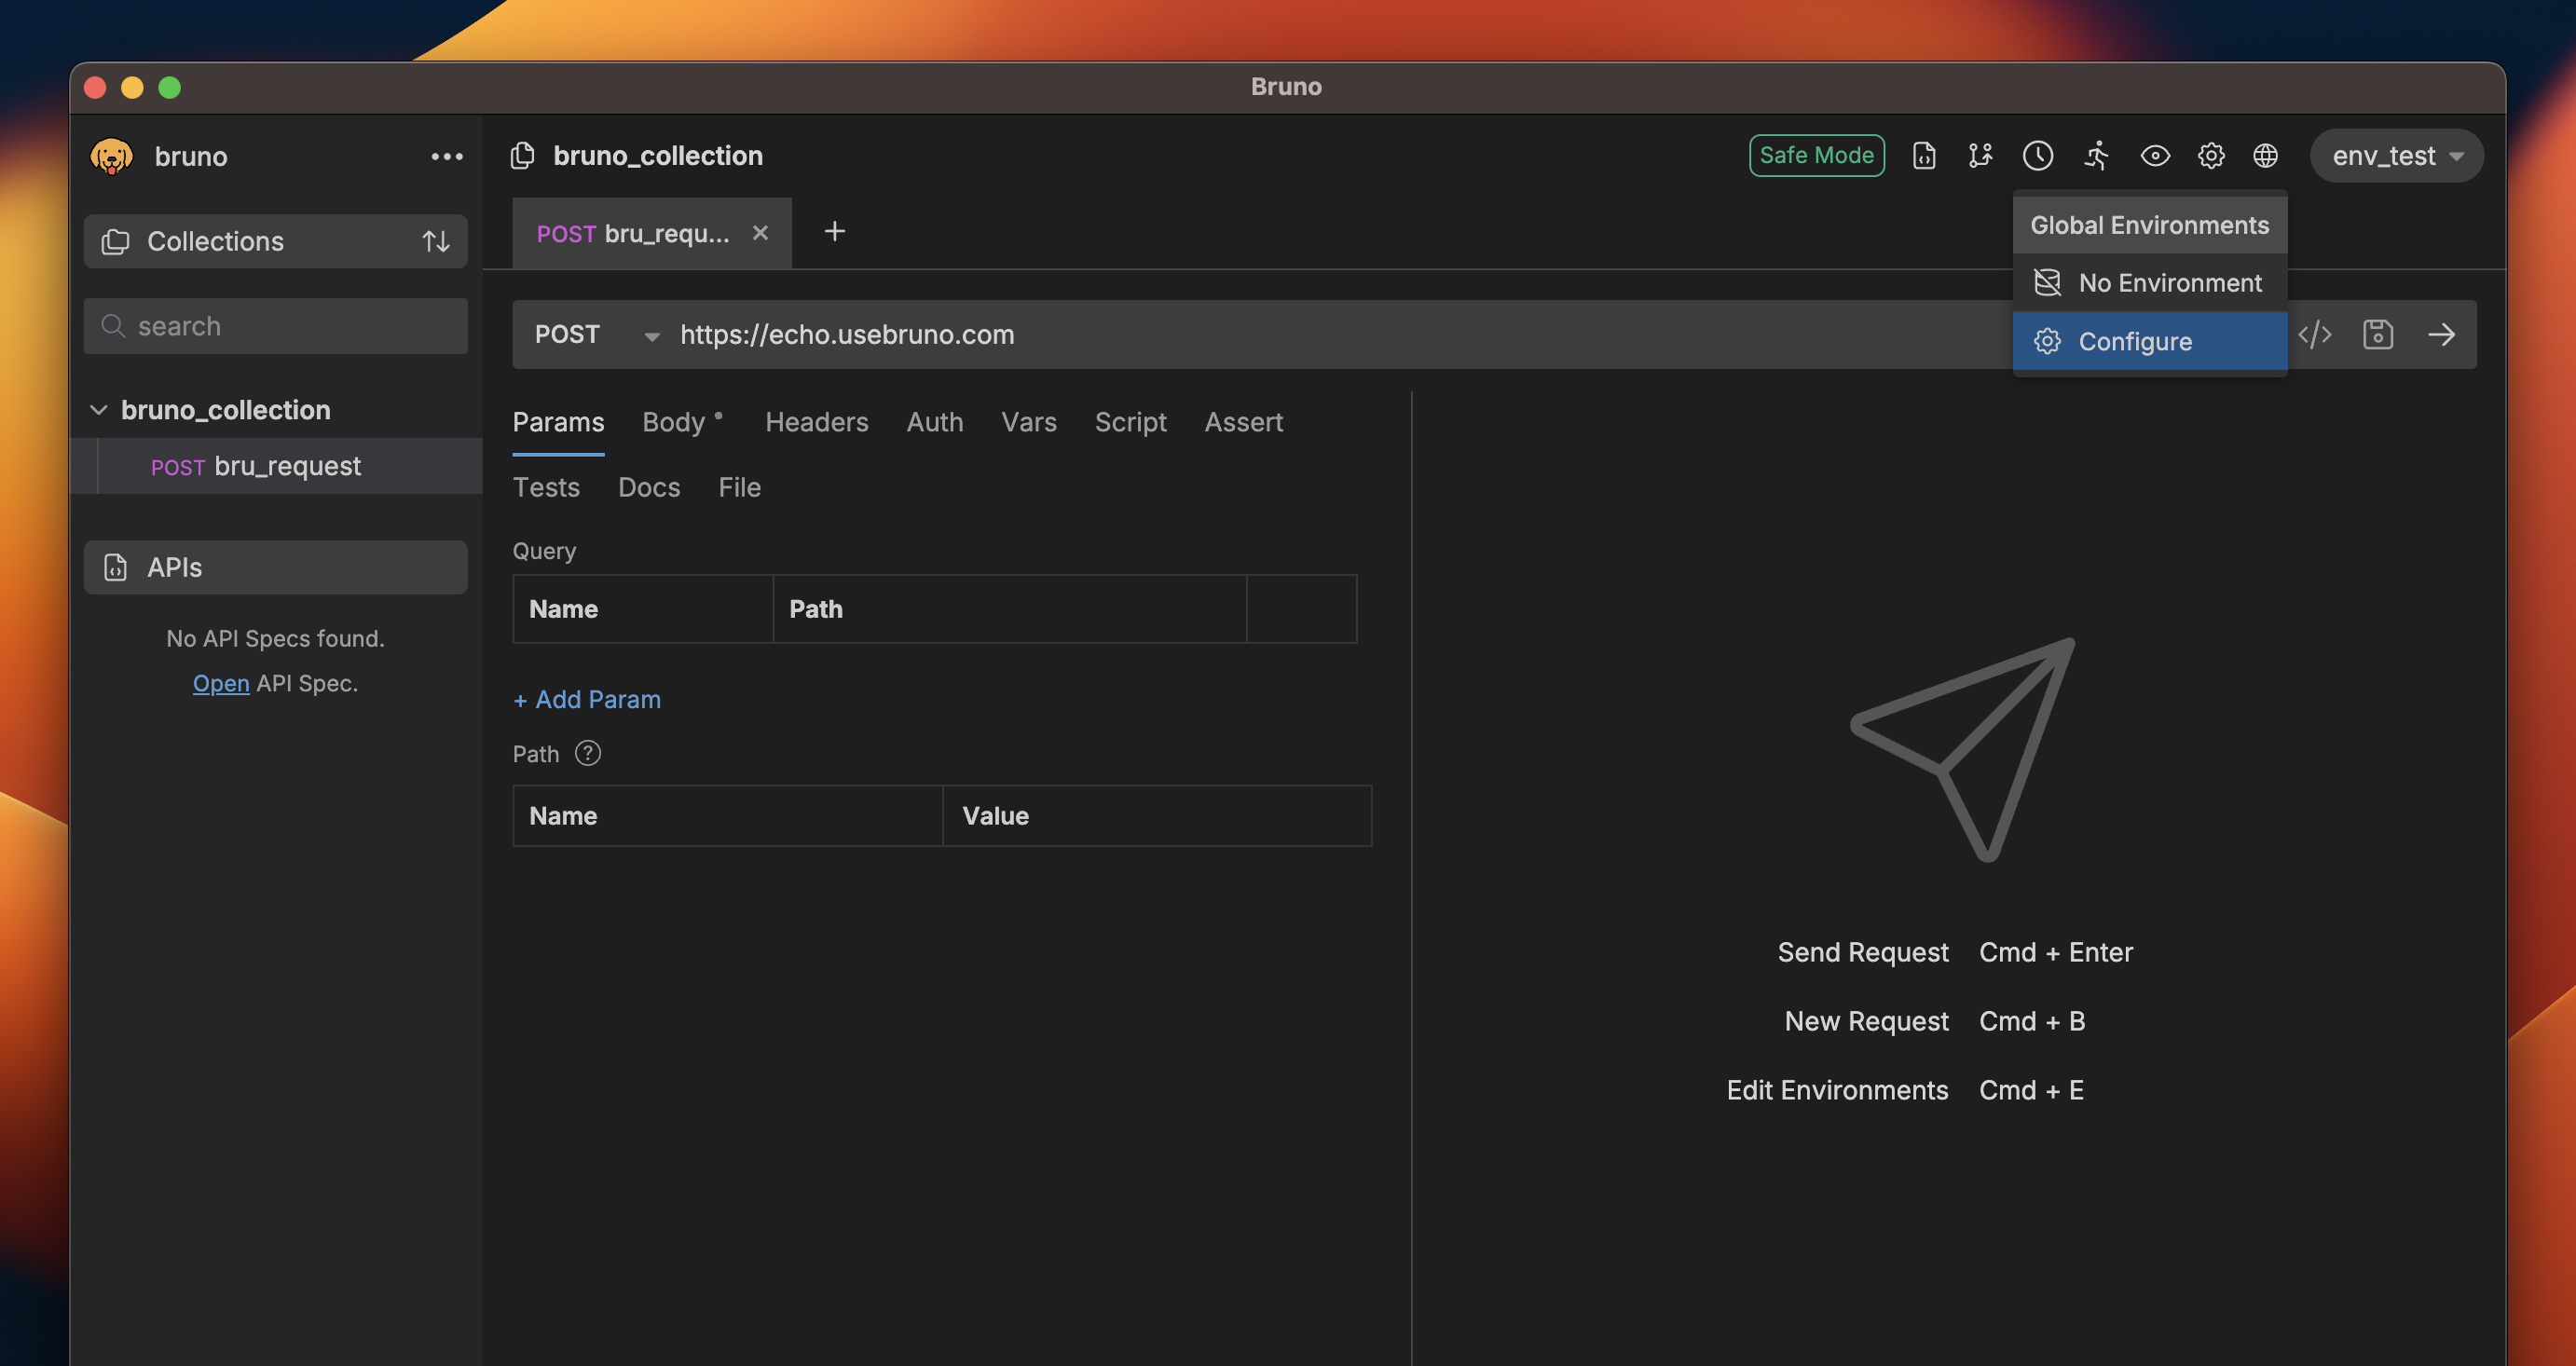 Bruno
bruno
bruno_collection
Safe Mode
env_test
Collections
POST bru_requ...
Global Environments
No Environment
Configure
search
POST
https://echo.usebruno.com
bruno_collection
POST bru_request
Params
Body
Headers
Auth
Vars
Script
Assert
Tests
Docs
File
APIs
No API Specs found.
Open API Spec.
Query
Name
Path
+ Add Param
Path
Name
Value
Send Request Cmd + Enter
New Request Cmd + B
Edit Environments Cmd + E